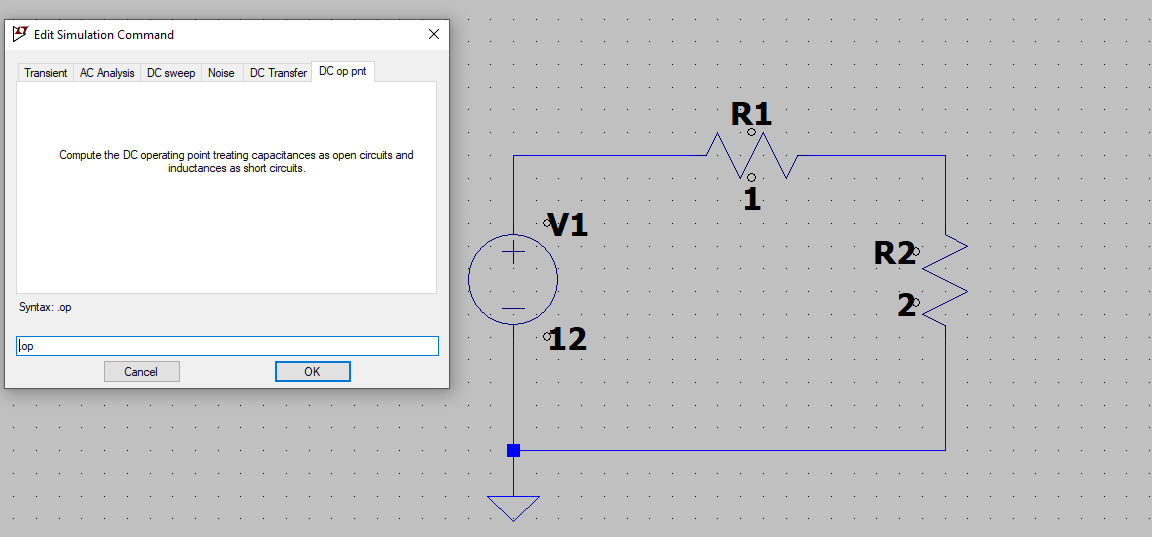 Edit Simulation Command
Transient AC Analysis DC sweep Noise DC Transfer DC op pnt
Compute the DC operating point treating capacitances as open circuits and
inductances as short circuits.
Syntax: .op
.op
Cancel OK
R1
1
V1
12
R2
2